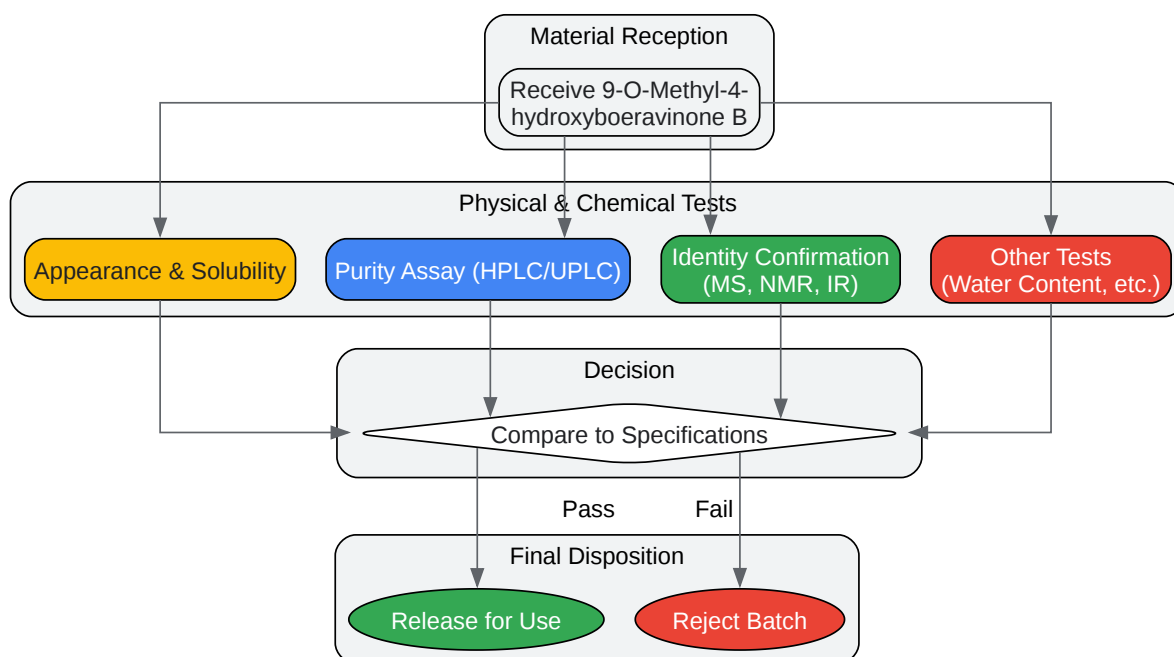 Material Reception
Receive 9-O-Methyl-4-
hydroxyboeravinone B
Physical & Chemical Tests
Appearance & Solubility
Purity Assay (HPLC/UPLC)
Identity Confirmation
(MS, NMR, IR)
Other Tests
(Water Content, etc.)
Decision
Compare to Specifications
Pass
Fail
Final Disposition
Release for Use
Reject Batch